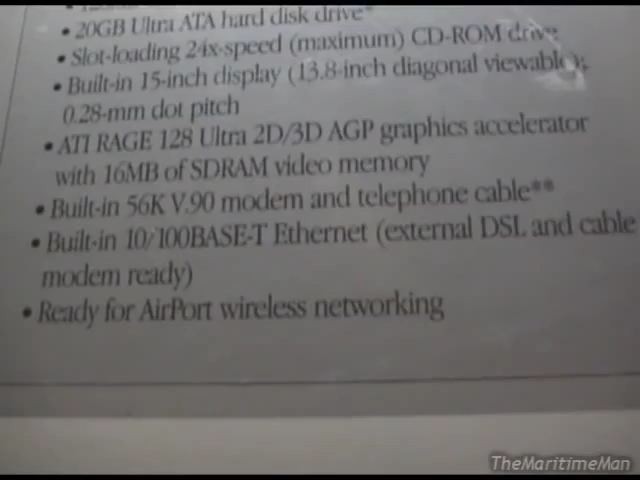 • 20GB Ultra ATA hard disk drive*
• Slot-loading 24x-speed (maximum) CD-ROM drive
• Built-in 15-inch display (13.8-inch diagonal viewable);
0.28-mm dot pitch
• ATI RAGE 128 Ultra 2D/3D AGP graphics accelerator
with 16MB of SDRAM video memory
• Built-in 56K V.90 modem and telephone cable**
• Built-in 10/100BASE-T Ethernet (external DSL and cable
modem ready)
• Ready for AirPort wireless networking
TheMaritimeMan